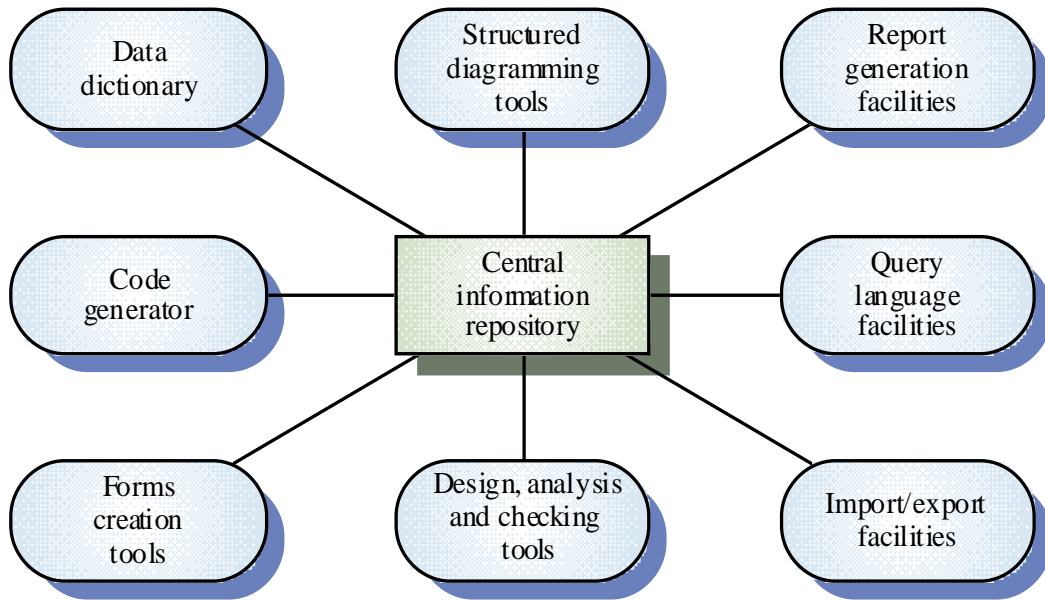 Data
dictionary
Structured
diagramming
tools
Report
generation
facilities
Code
generator
Central
information
repository
Query
language
facilities
Forms
creation
tools
Design, analysis
and checking
tools
Import/export
facilities